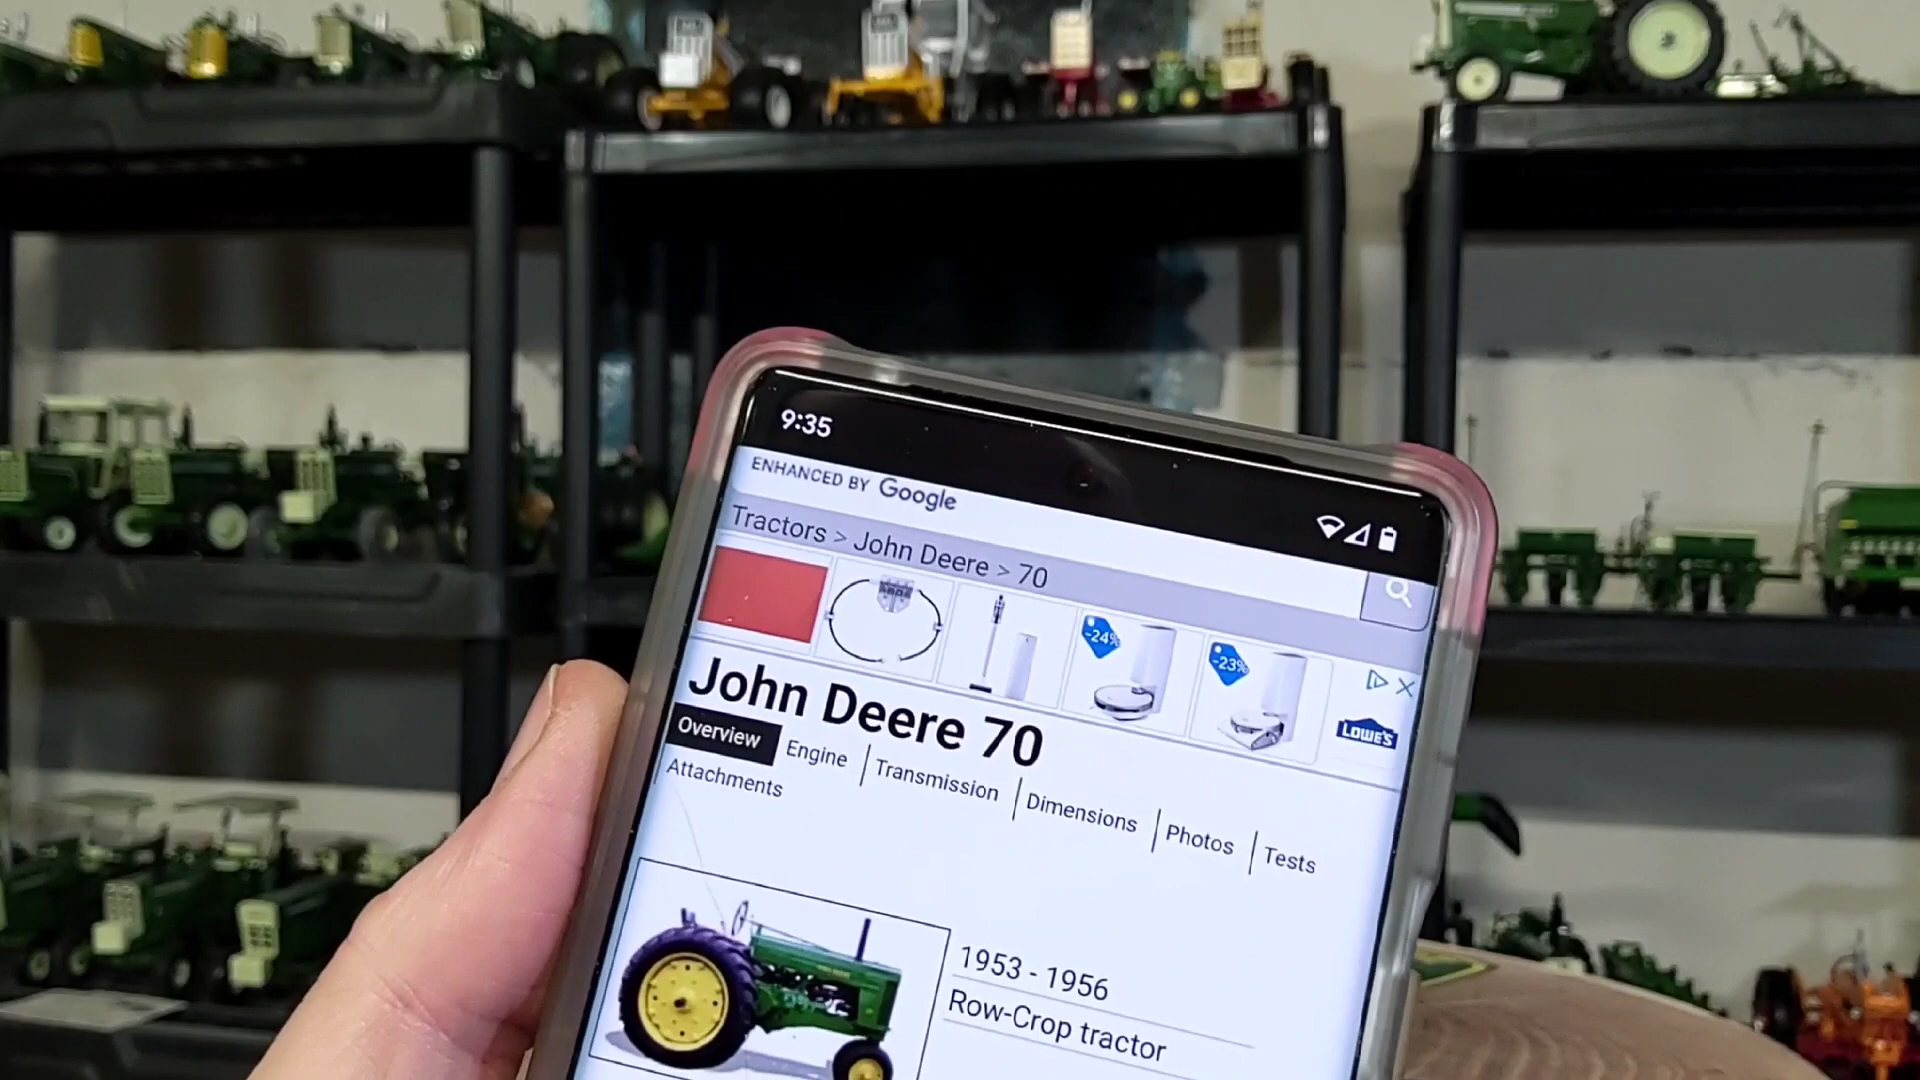 9:35
ENHANCED BY Google
Tractors > John Deere > 70
-24%
-23%
LOWE'S
John Deere 70
Overview
Engine
Transmission
Dimensions
Photos
Tests
Attachments
1953 - 1956
Row-Crop tractor